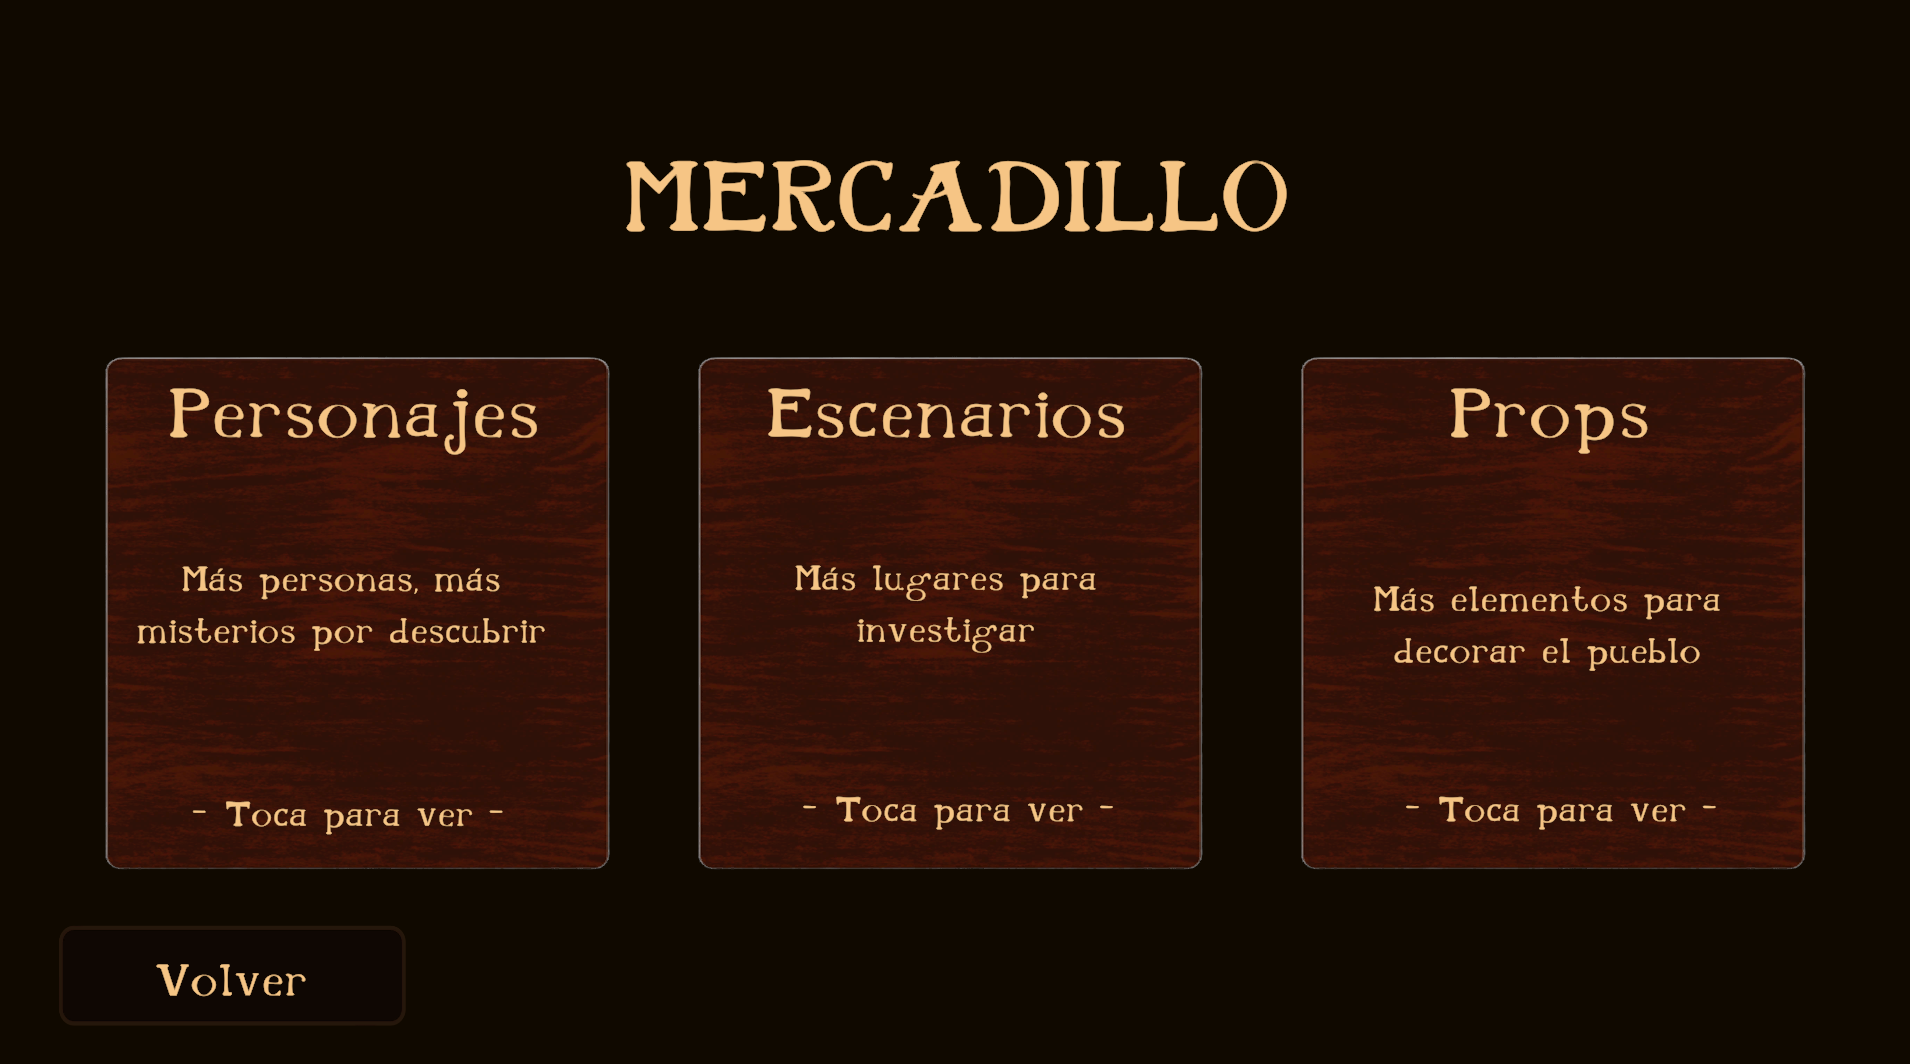 MERCADILLO
Personajes
Más personas, más
misterios por descubrir
- Toca para ver -
Escenarios
Más lugares para
investigar
- Toca para ver -
Props
Más elementos para
decorar el pueblo
- Toca para ver -
Volver